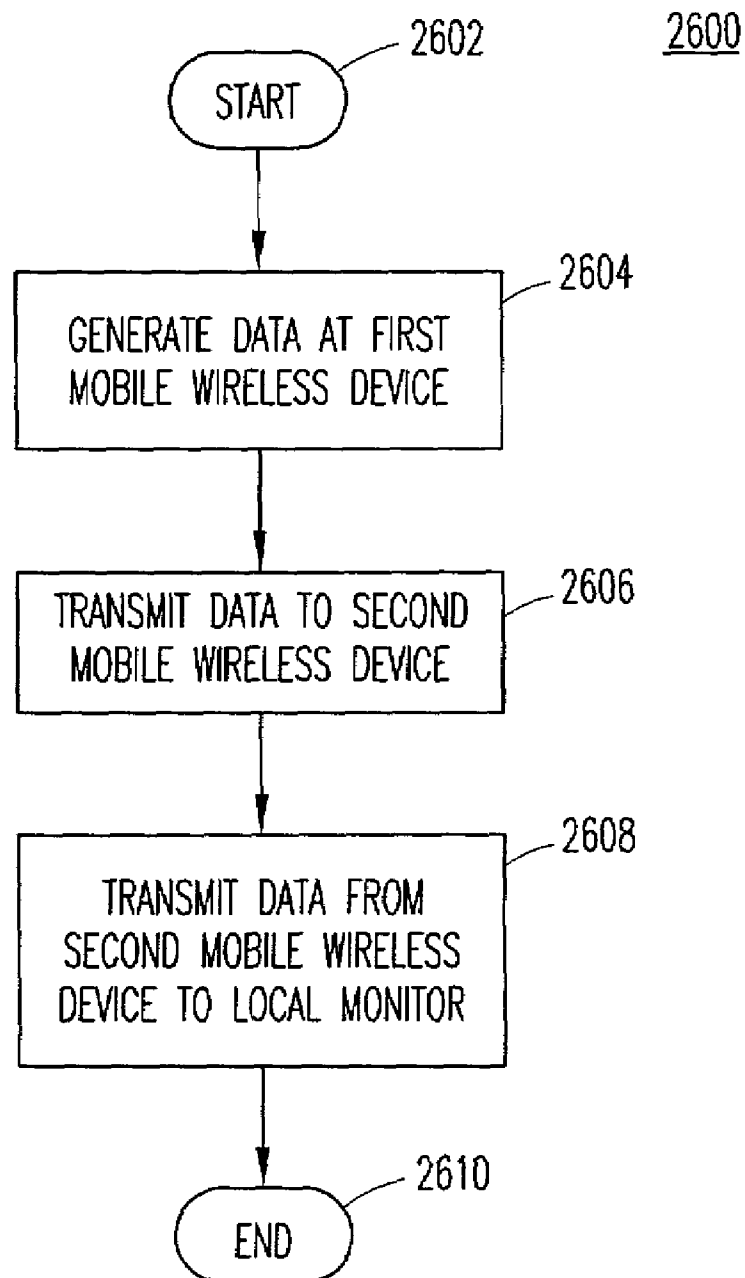 2602
2600
START
2604
GENERATE DATA AT FIRST
MOBILE WIRELESS DEVICE
2606
TRANSMIT DATA TO SECOND
MOBILE WIRELESS DEVICE
2608
TRANSMIT DATA FROM
SECOND MOBILE WIRELESS
DEVICE TO LOCAL MONITOR
2610
END